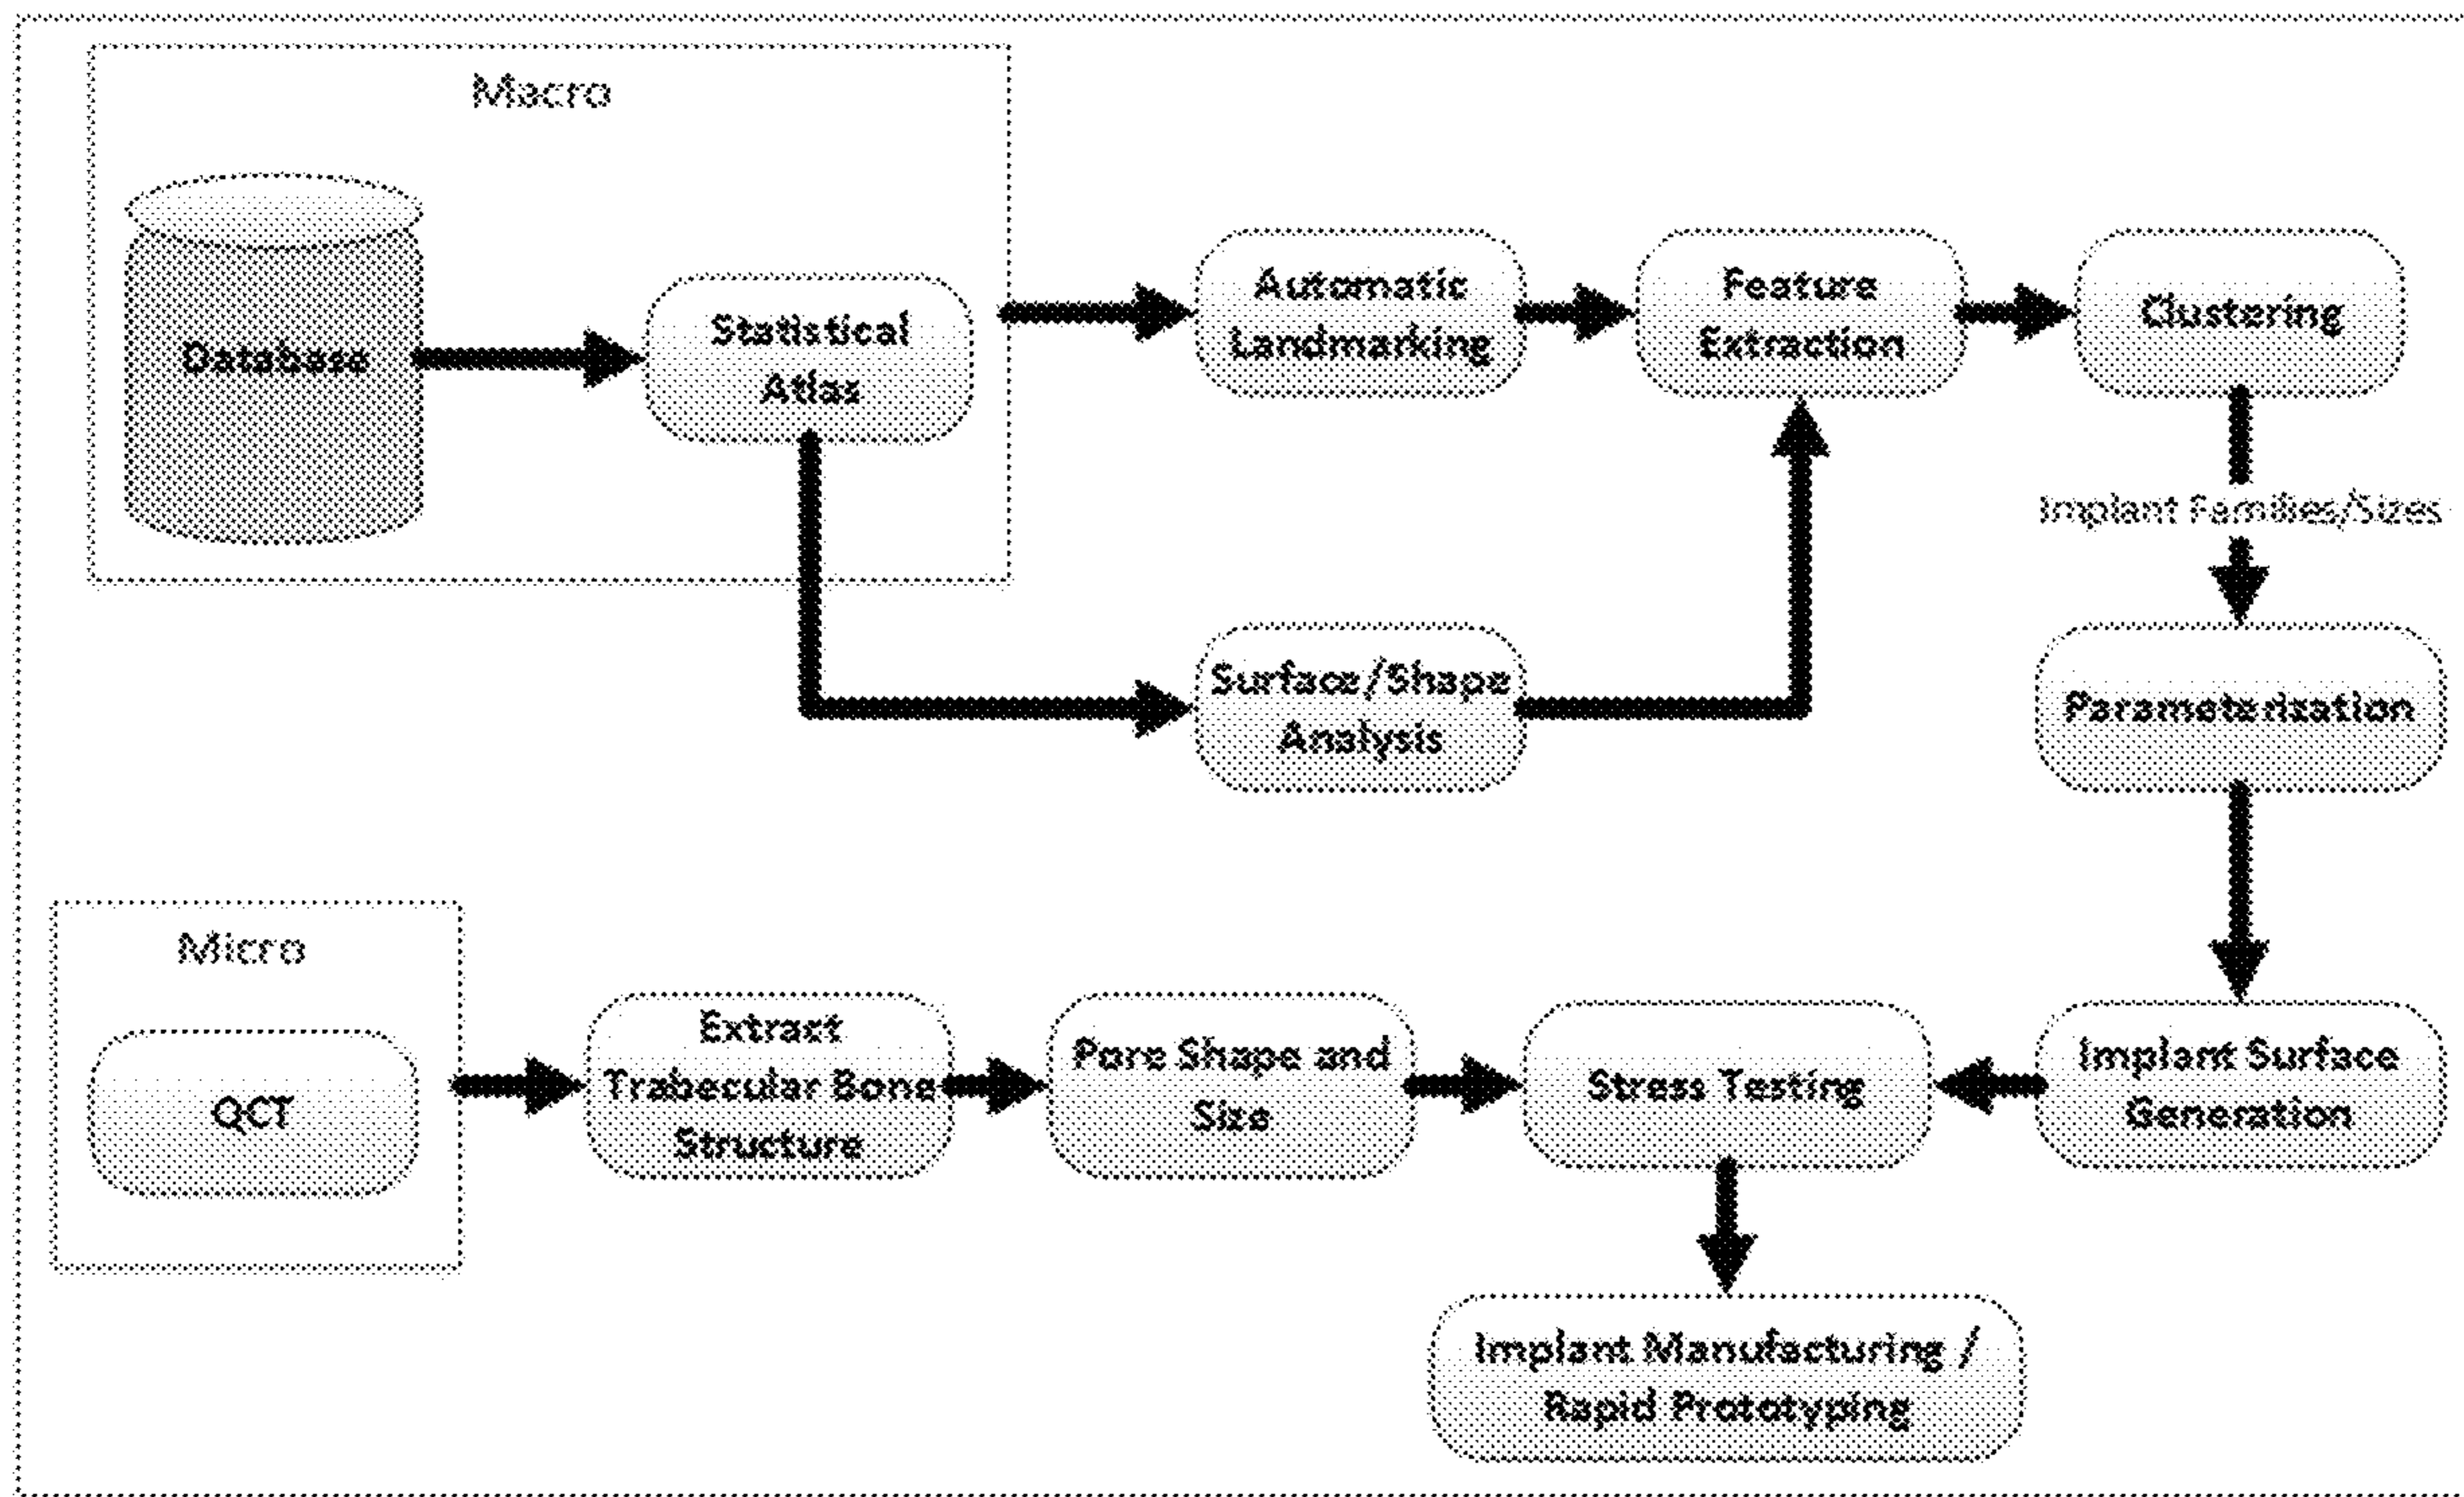 Macro
Database
Statistical
Atlas
Automatic
Landmarking
Feature
Extraction
Clustering
Implant Families/Sizes
Surface/Shape
Analysis
Parameterization
Micro
QCT
Extract
Trabecular Bone
Structure
Pore Shape and
Size
Stress Testing
Implant Surface
Generation
Implant Manufacturing /
Rapid Prototyping